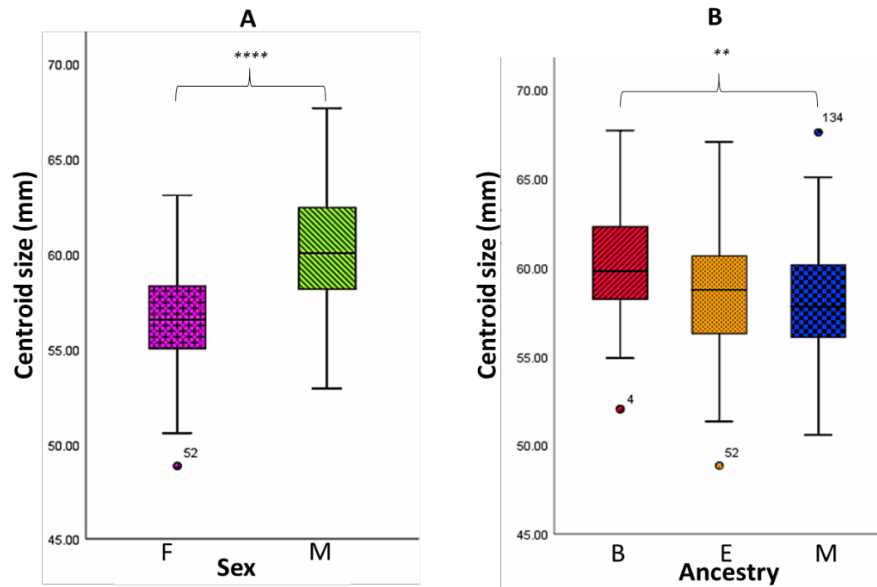 A
Centroid size (mm)
70.00
65.00
60.00
55.00
50.00
45.00
****
52
F M
Sex
B
Centroid size (mm)
70.00
65.00
60.00
55.00
50.00
45.00
**
134
4
52
B E M
Ancestry